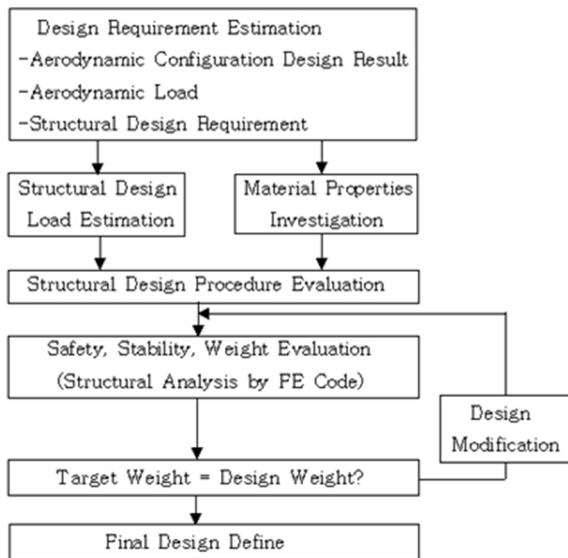 Design Requirement Estimation
-Aerodynamic Configuration Design Result
-Aerodynamic Load
-Structural Design Requirement
Structural Design
Load Estimation
Material Properties
Investigation
Structural Design Procedure Evaluation
Safety, Stability, Weight Evaluation
(Structural Analysis by FE Code)
Design
Modification
Target Weight = Design Weight?
Final Design Define